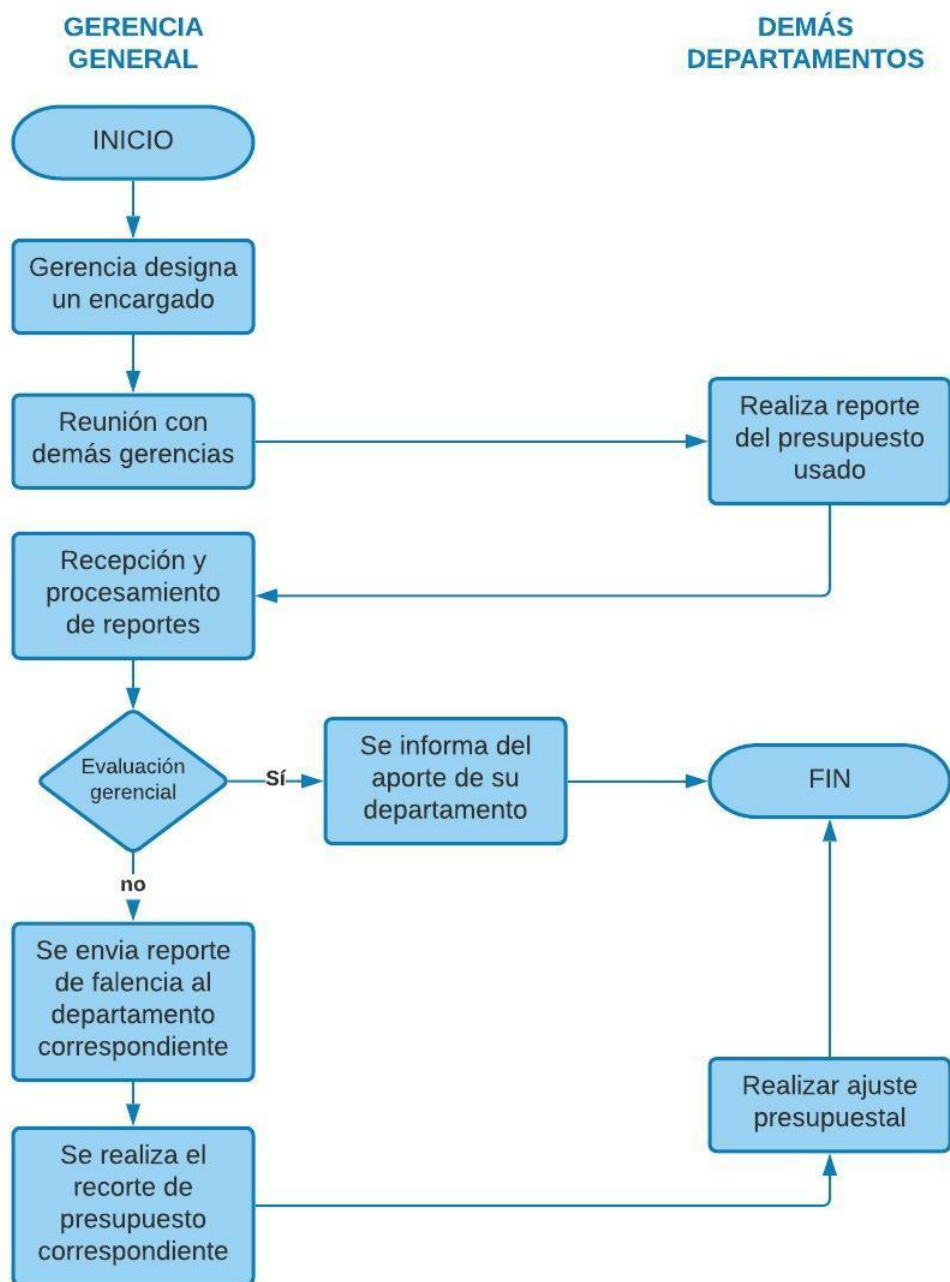 GERENCIA
GENERAL
DEMÁS
DEPARTAMENTOS
INICIO
Gerencia designa
un encargado
Reunión con
demás gerencias
Realiza reporte
del presupuesto
usado
Recepción y
procesamiento
de reportes
Evaluación
gerencial
Sí
Se informa del
aporte de su
departamento
FIN
no
Se envia reporte
de falencia al
departamento
correspondiente
Realizar ajuste
presupuestal
Se realiza el
recorte de
presupuesto
correspondiente